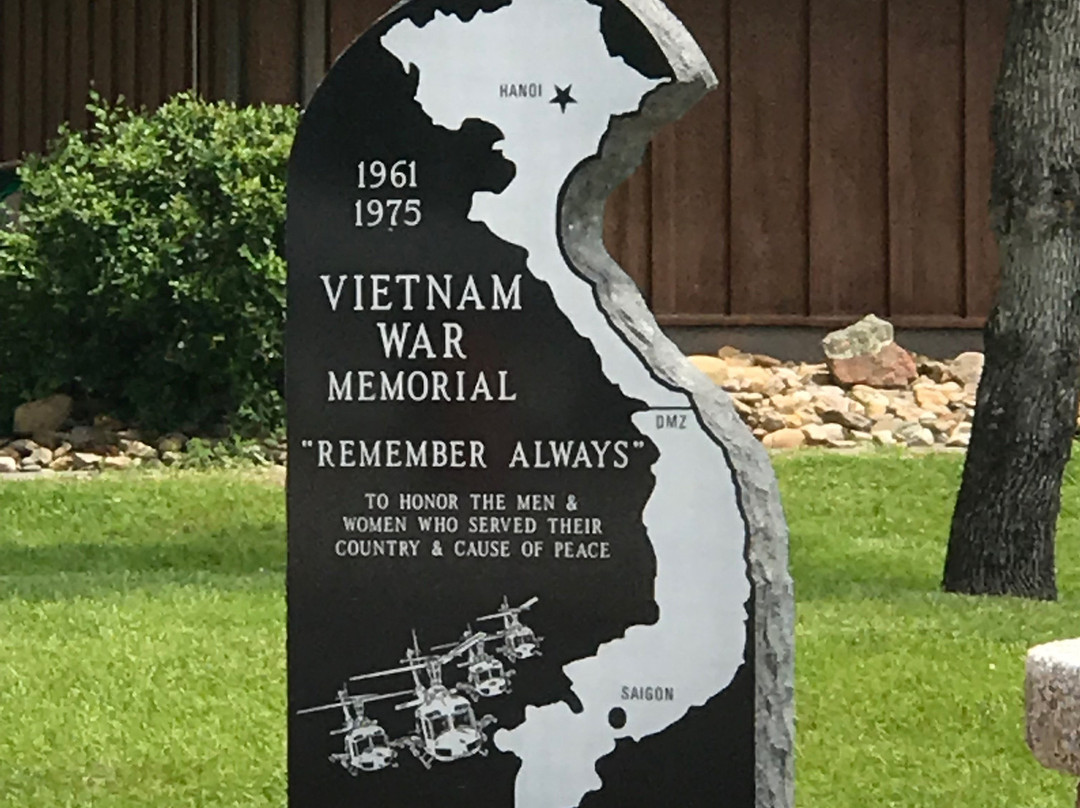 HANOI
1961
1975
VIETNAM
WAR
MEMORIAL
DMZ
"REMEMBER ALWAYS"
TO HONOR THE MEN &
WOMEN WHO SERVED THEIR
COUNTRY & CAUSE OF PEACE
SAIGON